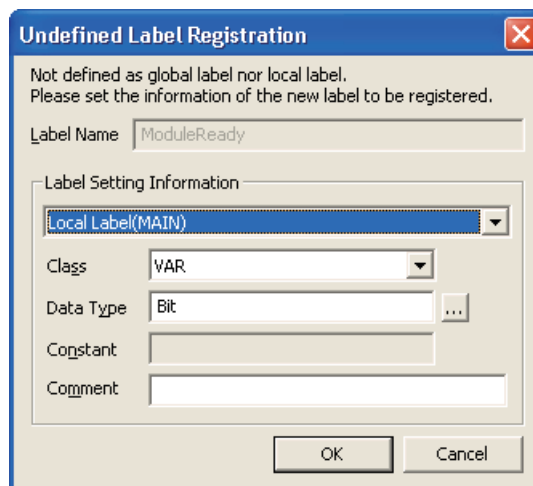 Undefined Label Registration
Not defined as global label nor local label.
Please set the information of the new label to be registered.
Label Name ModuleReady
Label Setting Information
Local Label(MAIN)
Class VAR
Data Type Bit ...
Constant
Comment
OK Cancel